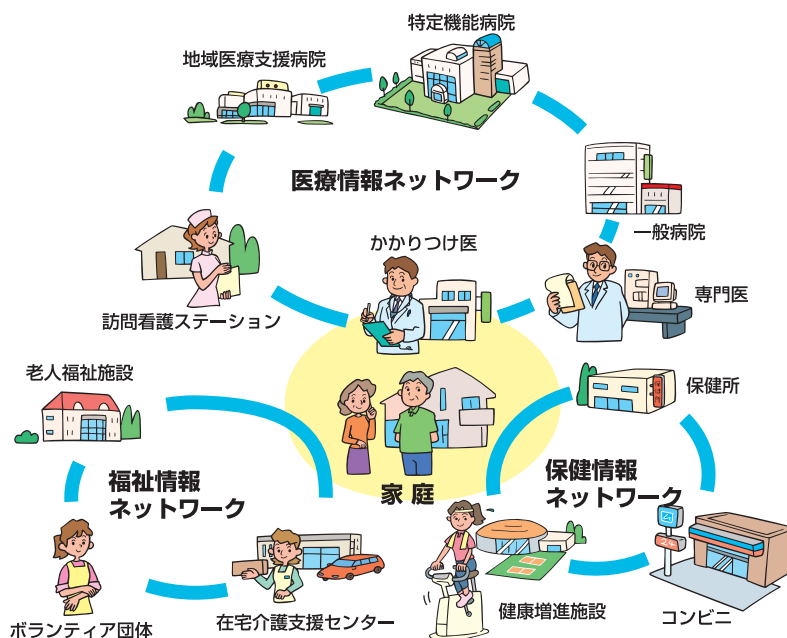 特定機能病院
地域医療支援病院
医療情報ネットワーク
一般病院
かかりつけ医
専門医
訪問看護ステーション
老人福祉施設
保健所
保健所
福祉情報
ネットワーク
家庭
保健情報
ネットワーク
24
ボランティア団体
在宅介護支援センター
健康増進施設
コンビニ